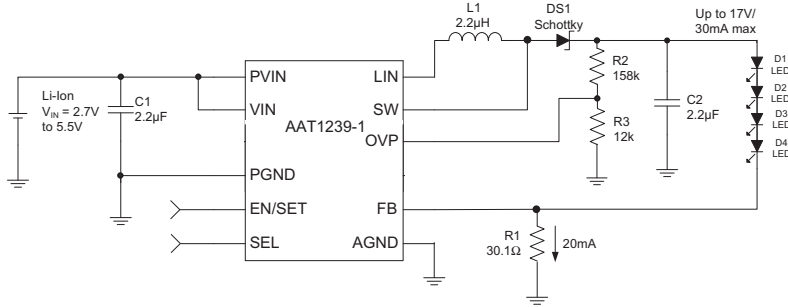 L1
2.2µH
DS1
Schottky
Up to 17V/
30mA max
Li-Ion
VIN = 2.7V
to 5.5V
C1
2.2µF
PVIN
VIN
PGND
EN/SET
SEL
AAT1239-1
LIN
SW
OVP
FB
AGND
R2
158k
R3
12k
C2
2.2µF
D1
LED
D2
LED
D3
LED
D4
LED
R1
30.1Ω
20mA